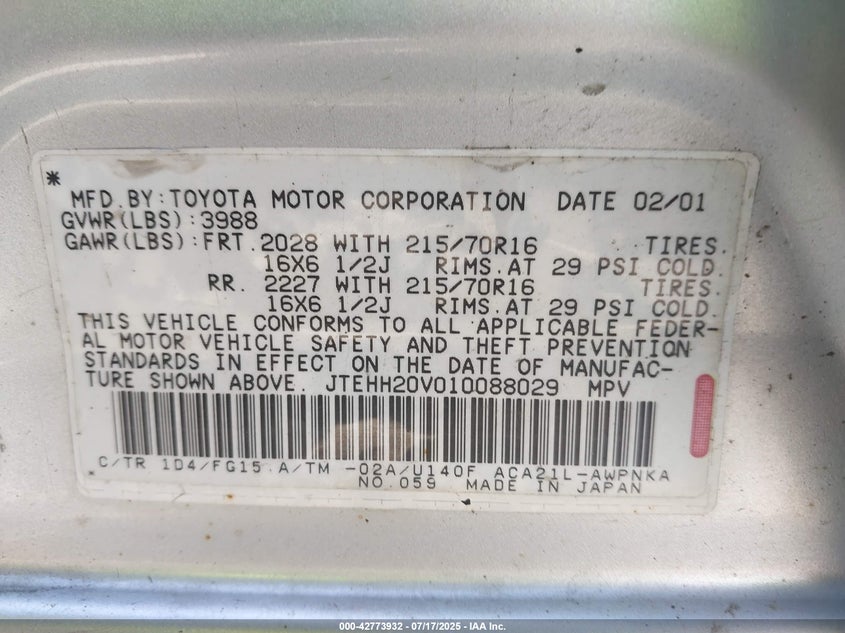 *
MFD.BY:TOYOTA MOTOR CORPORATION DATE 02/01
GVWR(LBS):3988
GAWR(LBS):FRT.2028 WITH 215/70R16 TIRES.
16X6 1/2J RIMS.AT 29 PSI COLD.
RR. 2227 WITH 215/70R16 TIRES.
16X6 1/2J RIMS.AT 29 PSI COLD.
THIS VEHICLE CONFORMS TO ALL APPLICABLE FEDER-
AL MOTOR VEHICLE SAFETY AND THEFT PREVENTION
STANDARDS IN EFFECT ON THE DATE OF MANUFAC-
TURE SHOWN ABOVE. JTEHH20V010088029 MPV
C/TR 1D4/FG15 A/TM -02A/U140F ACA21L-AWPNKA
NO.059 MADE IN JAPAN
000-42773932 - 07/17/2025 - IAA Inc.